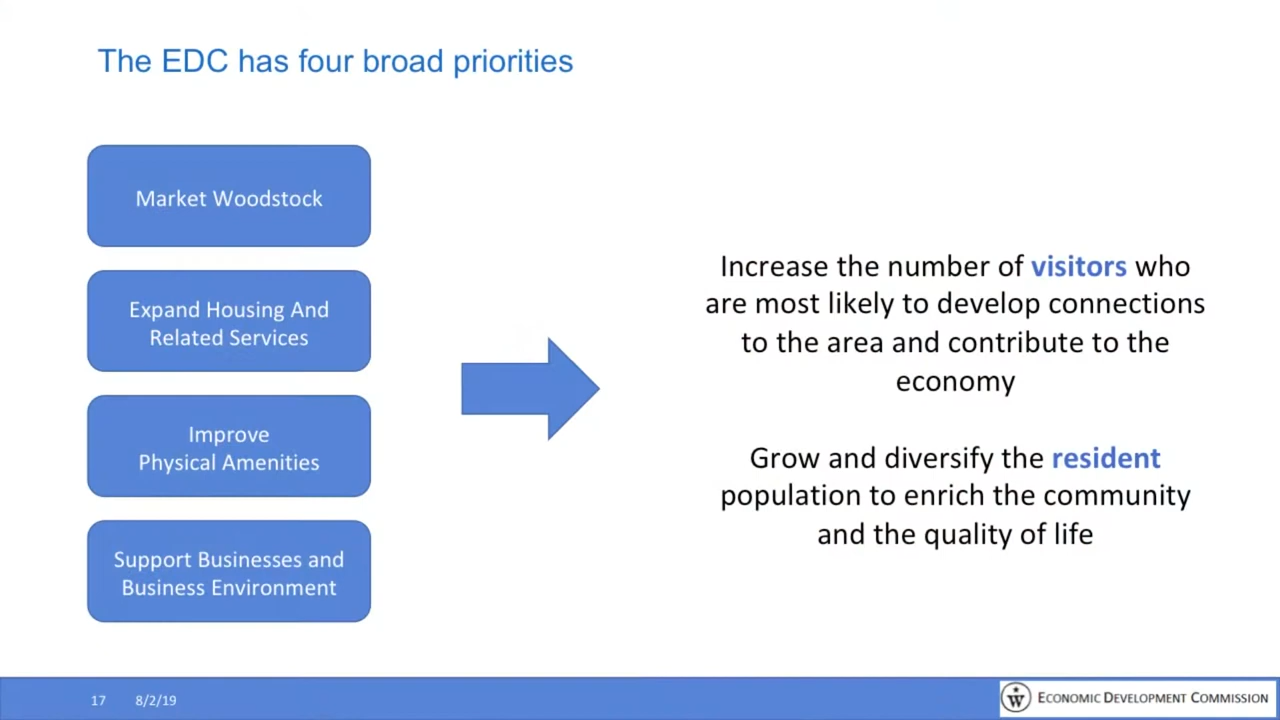 The EDC has four broad priorities
Market Woodstock
Expand Housing And
Related Services
Improve
Physical Amenities
Support Businesses and
Business Environment
Increase the number of visitors who
are most likely to develop connections
to the area and contribute to the
economy
Grow and diversify the resident
population to enrich the community
and the quality of life
17 8/2/19
W ECONOMIC DEVELOPMENT COMMISSION